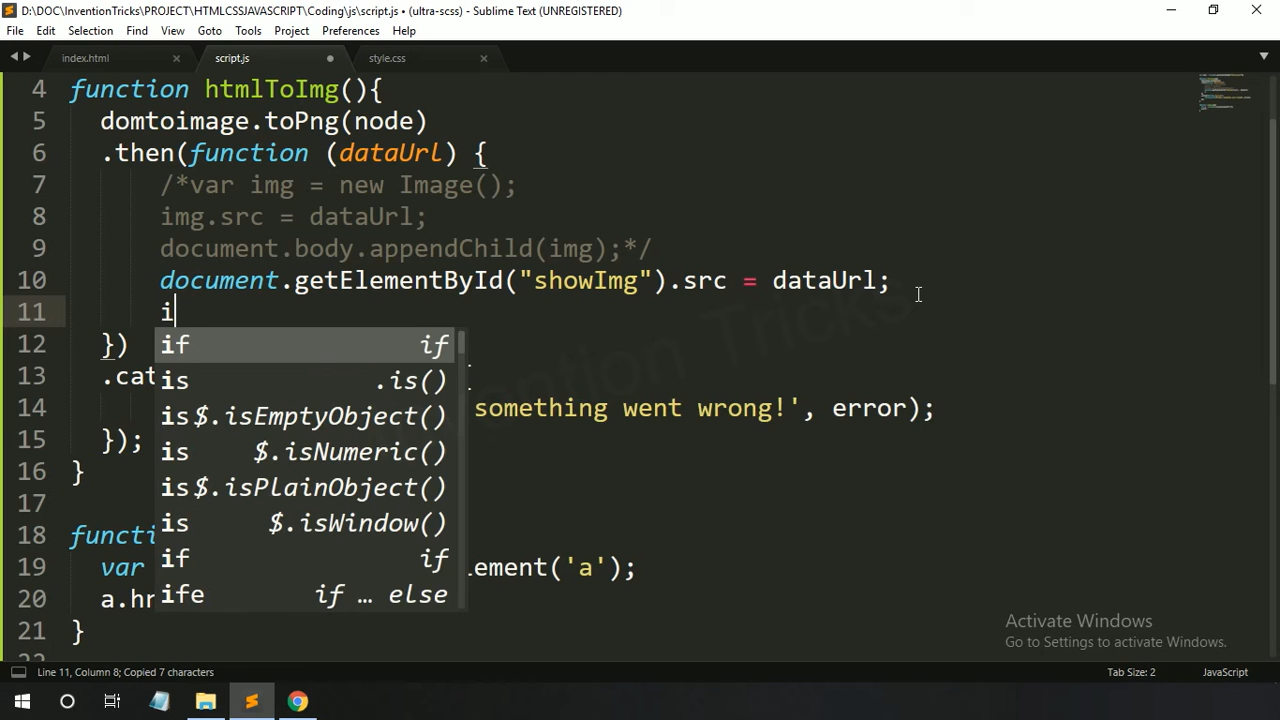 D:\DOC\InventionTricks\PROJECT\HTMLCSSJAVASCRIPT\Coding\js\script.js • (ultra-scss) - Sublime Text (UNREGISTERED)
File Edit Selection Find View Goto Tools Project Preferences Help
index.html script.js style.css
4 function htmlToImg(){
5 domtoimage.toPng(node)
6 .then(function (dataUrl) {
7 /*var img = new Image();
8 img.src = dataUrl;
9 document.body.appendChild(img);*/
10 document.getElementById("showImg").src = dataUrl;
11 i
12 })
if if
13 .cat
is .is()
14 something went wrong!', error);
is $.isEmptyObject()
15 });
is $.isNumeric()
16 }
is $.isPlainObject()
17
is $.isWindow()
18 functi
if if
19 var lement('a');
ife if … else
20 a.hr
21 }
22
Invention Tricks
Activate Windows
Go to Settings to activate Windows.
Line 11, Column 8; Copied 7 characters Tab Size: 2 JavaScript